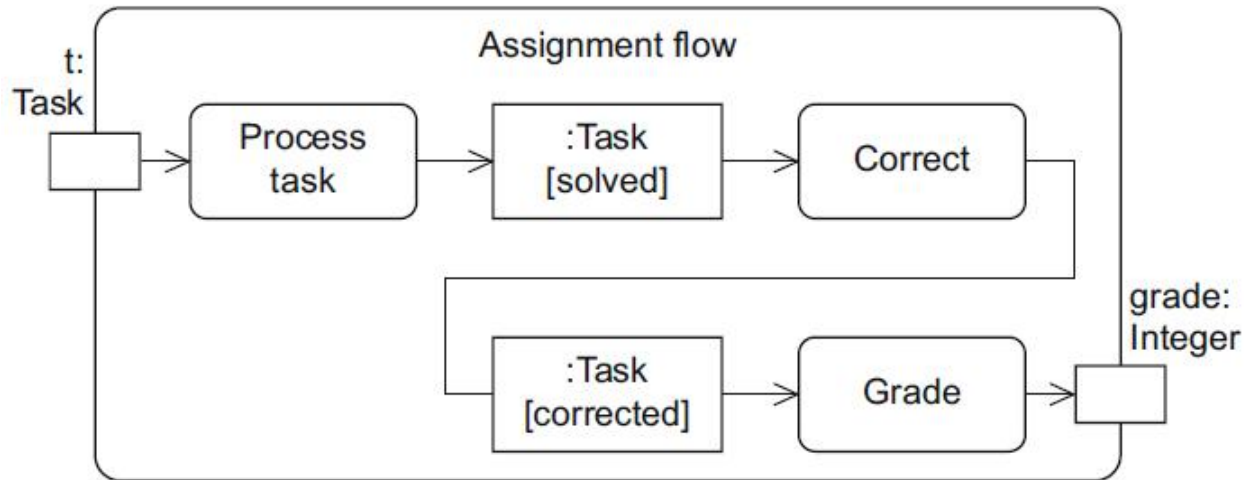 Assignment flow
t:
Task
Process
task
:Task
[solved]
Correct
grade:
Integer
:Task
[corrected]
Grade